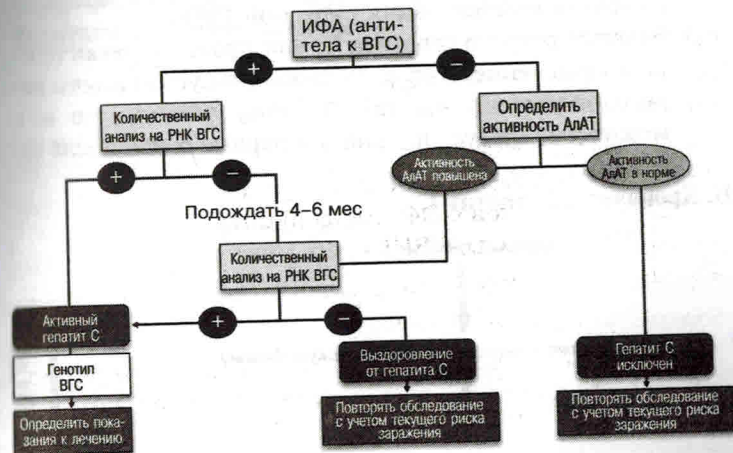 ИФА (анти-
тела к ВГС)
+
−
Количественный
анализ на РНК ВГС
Определить
активность АлАТ
+
−
Активность
АлАТ повышена
Активность
АлАТ в норме
Подождать 4–6 мес
Количественный
анализ на РНК ВГС
Активный
гепатит С
+
−
Генотип
ВГС
Выздоровление
от гепатита С
Гепатит С
исключен
Определить пока-
зания к лечению
Повторять обследование
с учетом текущего риска
заражения
Повторять обследование
с учетом текущего риска
заражения